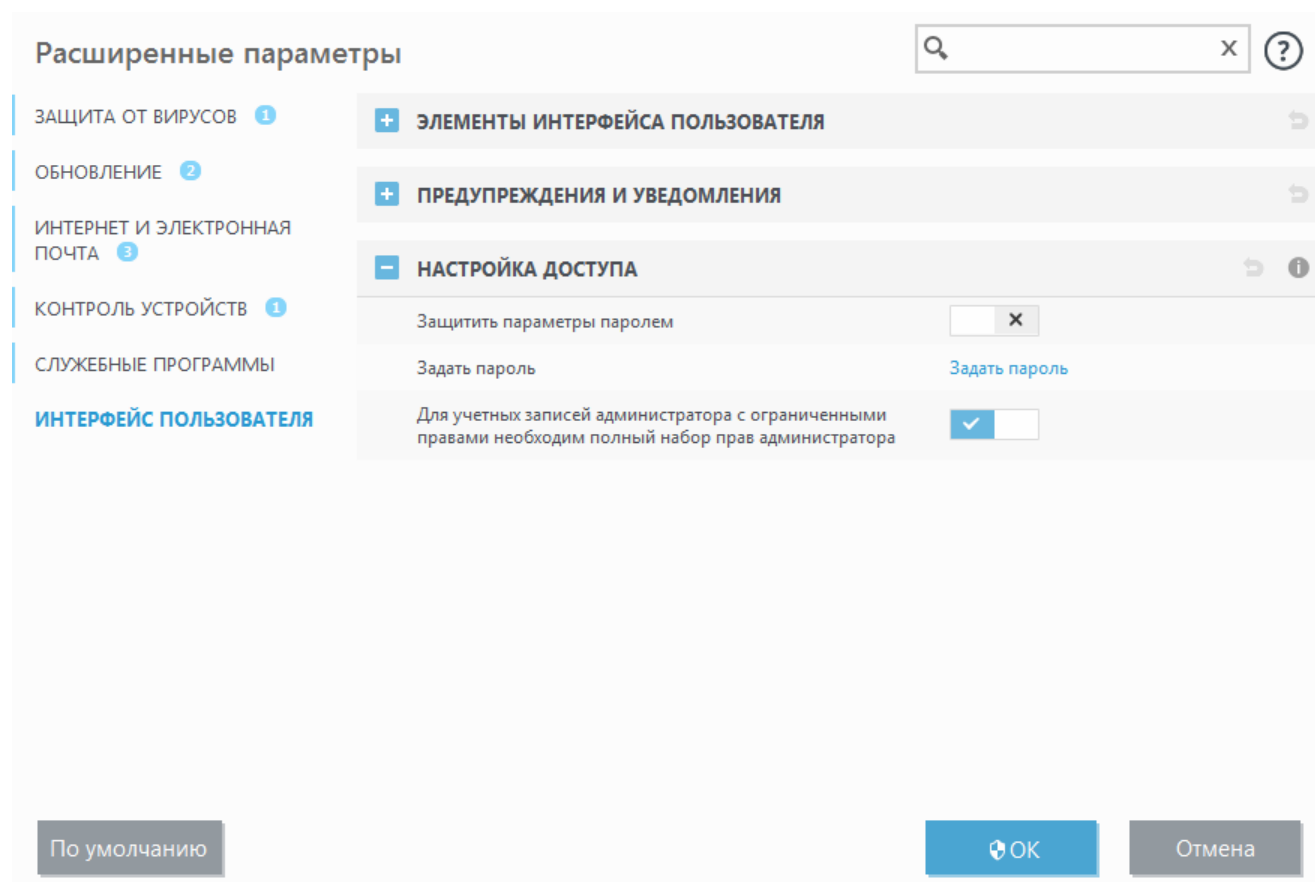 Расширенные параметры
x
?
ЗАЩИТА ОТ ВИРУСОВ 1
ОБНОВЛЕНИЕ 2
ИНТЕРНЕТ И ЭЛЕКТРОННАЯ
ПОЧТА 3
КОНТРОЛЬ УСТРОЙСТВ 1
СЛУЖЕБНЫЕ ПРОГРАММЫ
ИНТЕРФЕЙС ПОЛЬЗОВАТЕЛЯ
ЭЛЕМЕНТЫ ИНТЕРФЕЙСА ПОЛЬЗОВАТЕЛЯ
ПРЕДУПРЕЖДЕНИЯ И УВЕДОМЛЕНИЯ
НАСТРОЙКА ДОСТУПА
Защитить параметры паролем
Задать пароль
Задать пароль
Для учетных записей администратора с ограниченными
правами необходим полный набор прав администратора
По умолчанию
ОК
Отмена